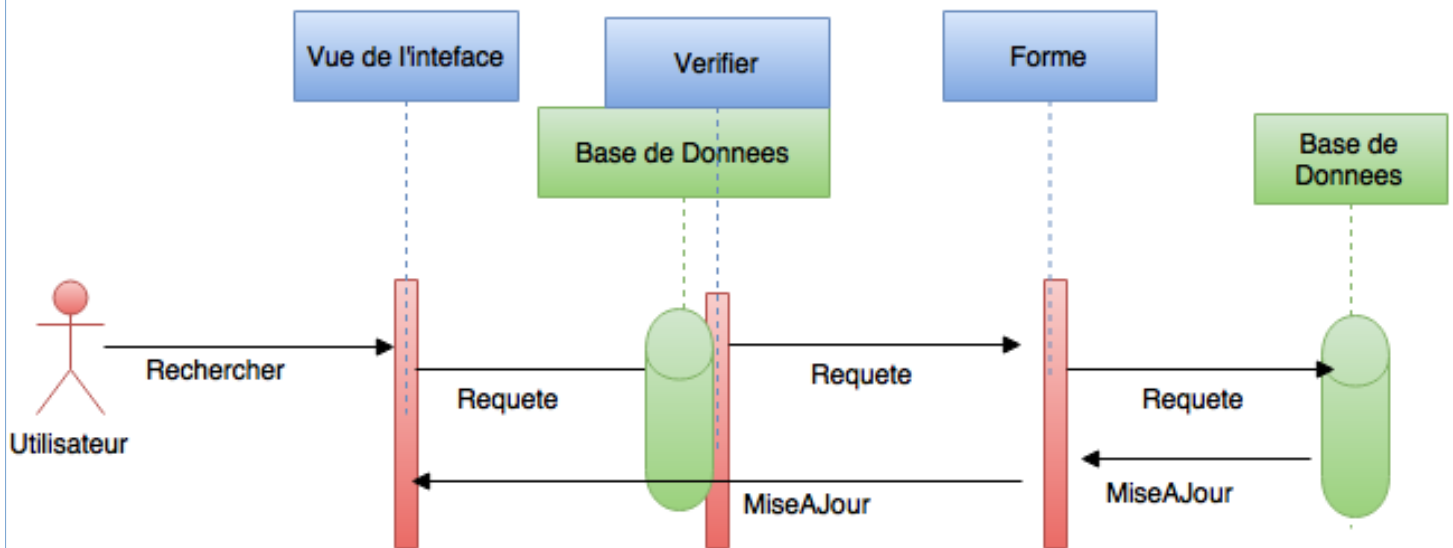 Vue de l'inteface
Verifier
Forme
Base de Donnees
Base de
Donnees
Rechercher
Requete
Requete
Requete
Utilisateur
MiseAJour
MiseAJour